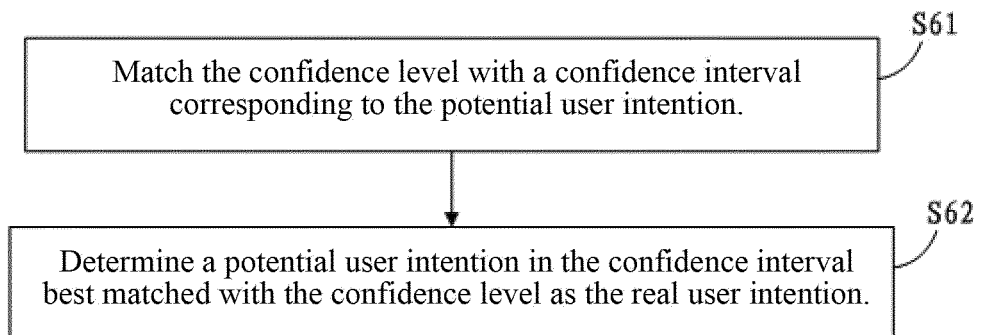 S61
Match the confidence level with a confidence interval
corresponding to the potential user intention.
S62
Determine a potential user intention in the confidence interval
best matched with the confidence level as the real user intention.